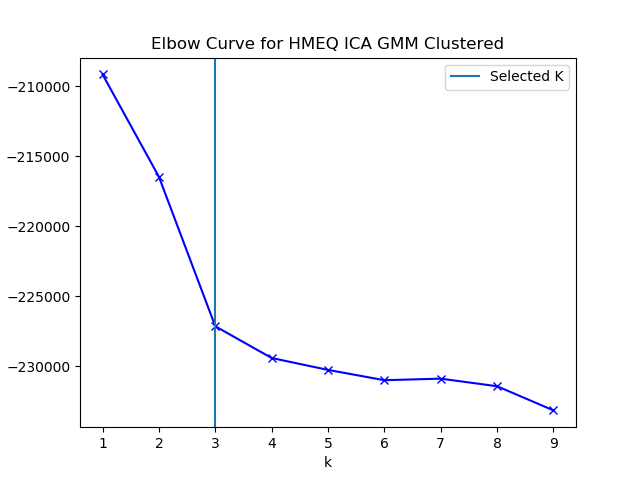 Elbow Curve for HMEQ ICA GMM Clustered
Selected K
−210000
−215000
−220000
−225000
−230000
1 2 3 4 5 6 7 8 9
k